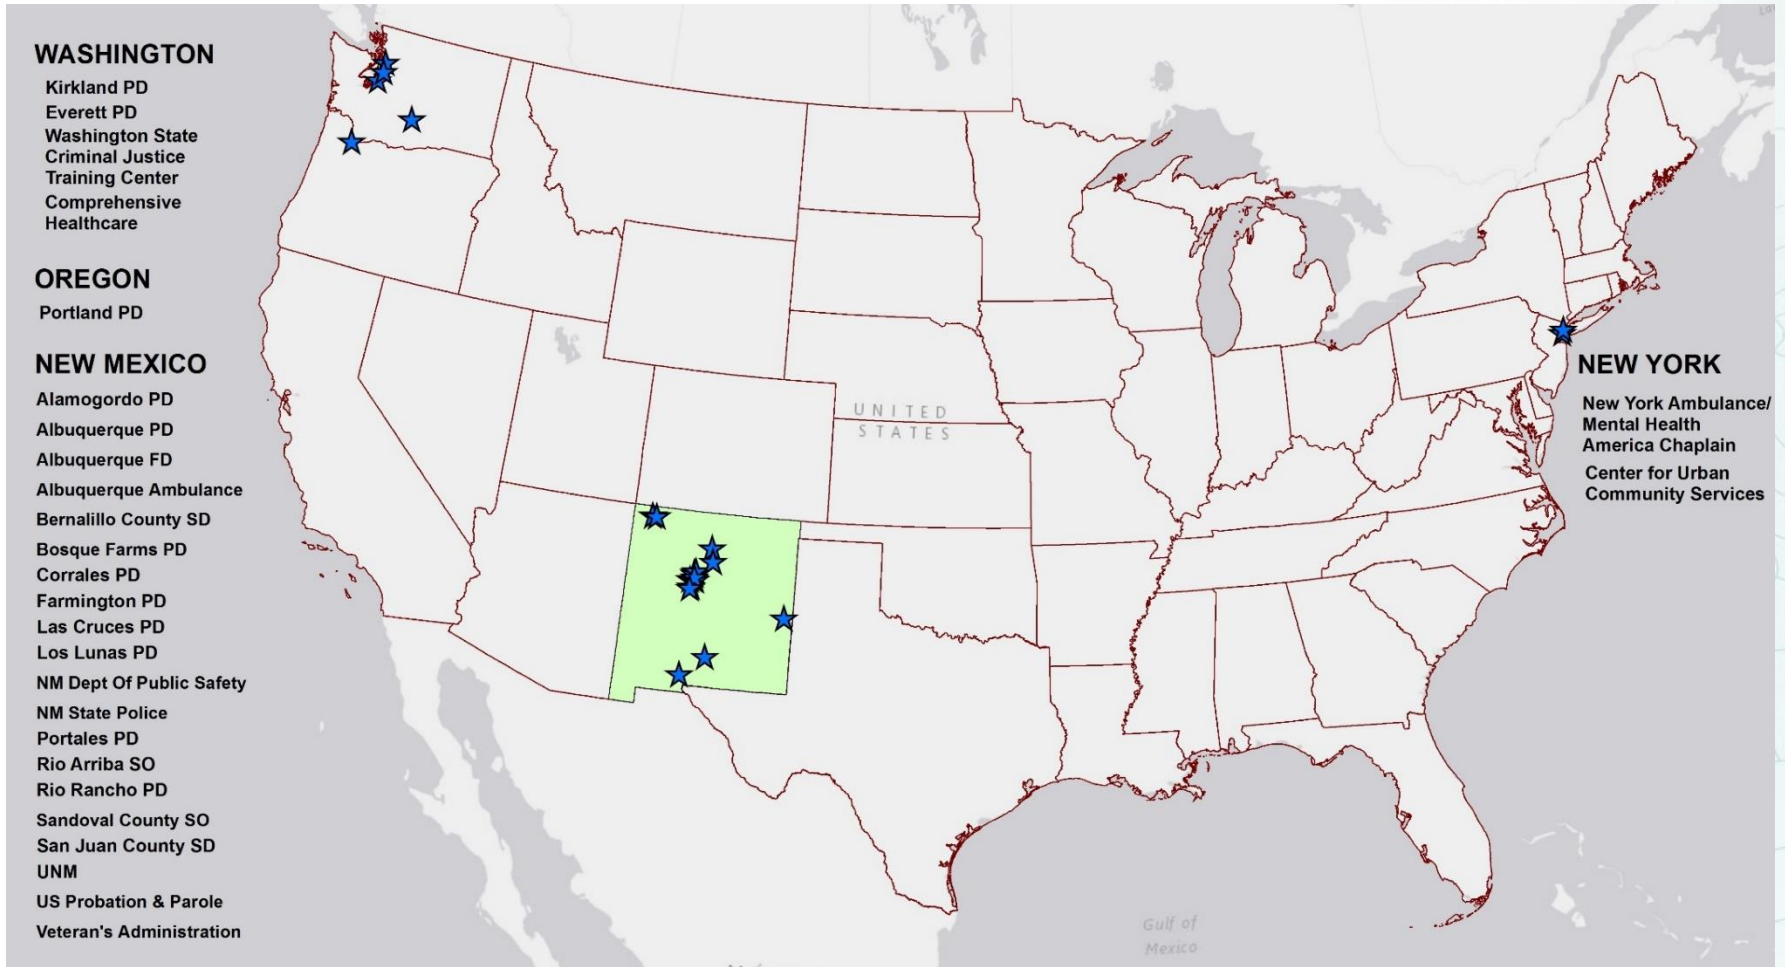 WASHINGTON
Kirkland PD
Everett PD
Washington State
Criminal Justice
Training Center
Comprehensive
Healthcare
OREGON
Portland PD
NEW MEXICO
Alamogordo PD
Albuquerque PD
Albuquerque FD
Albuquerque Ambulance
Bernalillo County SD
Bosque Farms PD
Corrales PD
Farmington PD
Las Cruces PD
Los Lunas PD
NM Dept Of Public Safety
NM State Police
Portales PD
Rio Arriba SO
Rio Rancho PD
Sandoval County SO
San Juan County SD
UNM
US Probation & Parole
Veteran's Administration
UNITED
STATES
NEW YORK
New York Ambulance/
Mental Health
America Chaplain
Center for Urban
Community Services
Gulf of
Mexico